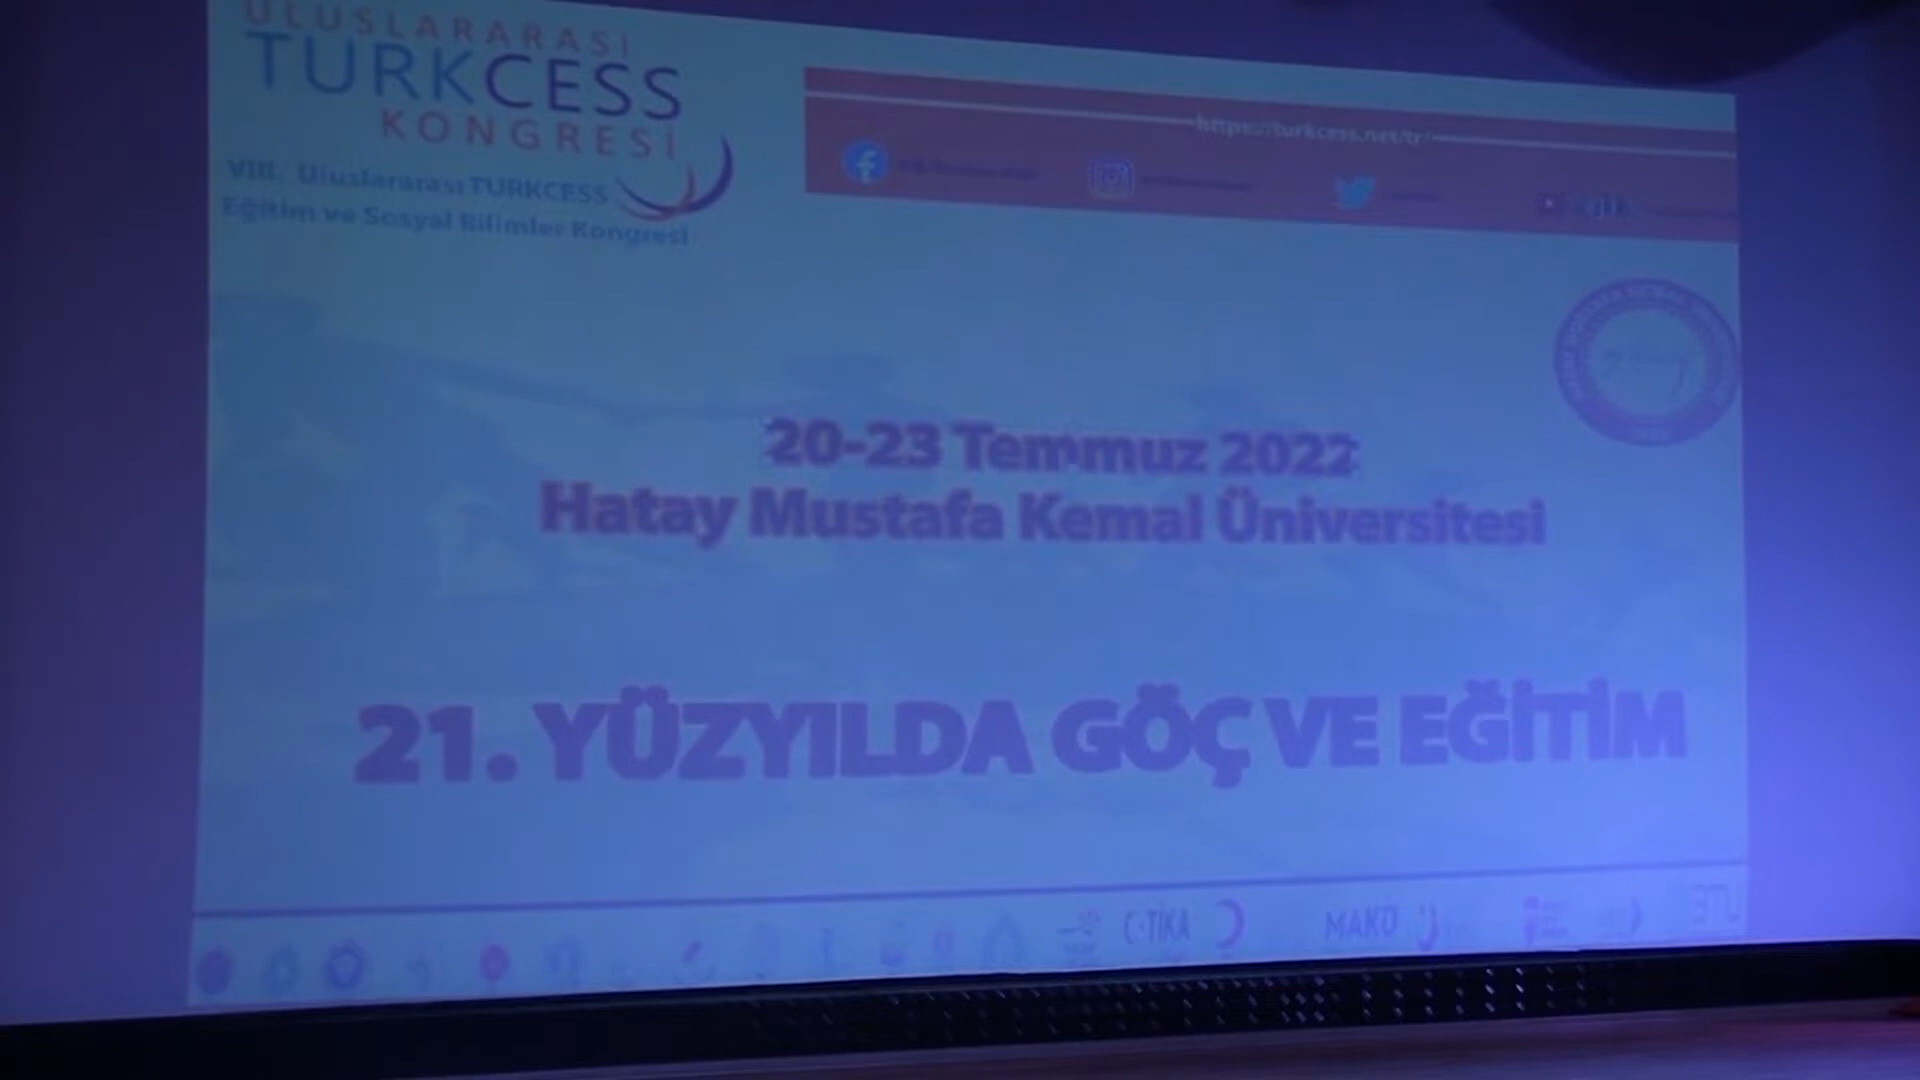 ULUSLARARASI
TURKCESS
KONGRESİ
VIII. Uluslararası TURKCESS
Eğitim ve Sosyal Bilimler Kongresi
https://turkcess.net/tr/
20-23 Temmuz 2022
Hatay Mustafa Kemal Üniversitesi
21. YÜZYILDA GÖÇ VE EĞİTİM
TİKA
MAKÜ